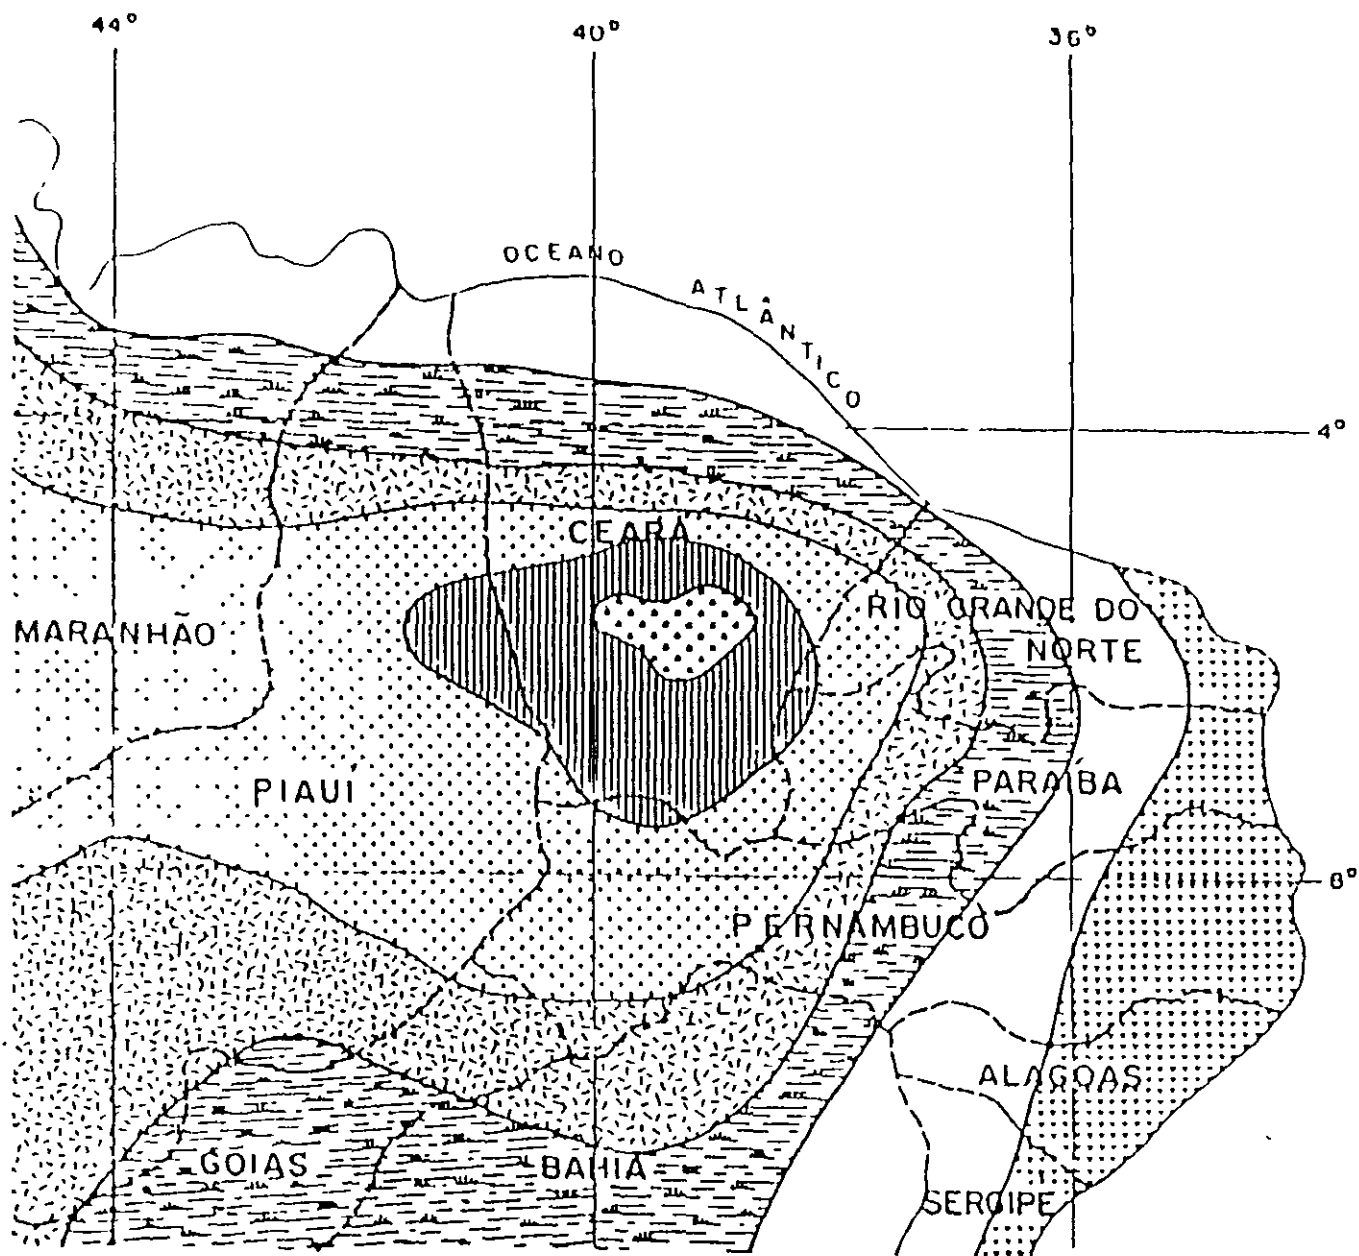 44°
40°
36°
OCEANO ATLÂNTICO
4°
CEARÁ
RIO GRANDE DO
NORTE
MARANHÃO
PIAUÍ
PARAÍBA
8°
PERNAMBUCO
ALAGOAS
GOIAS
BAHIA
SERGIPE